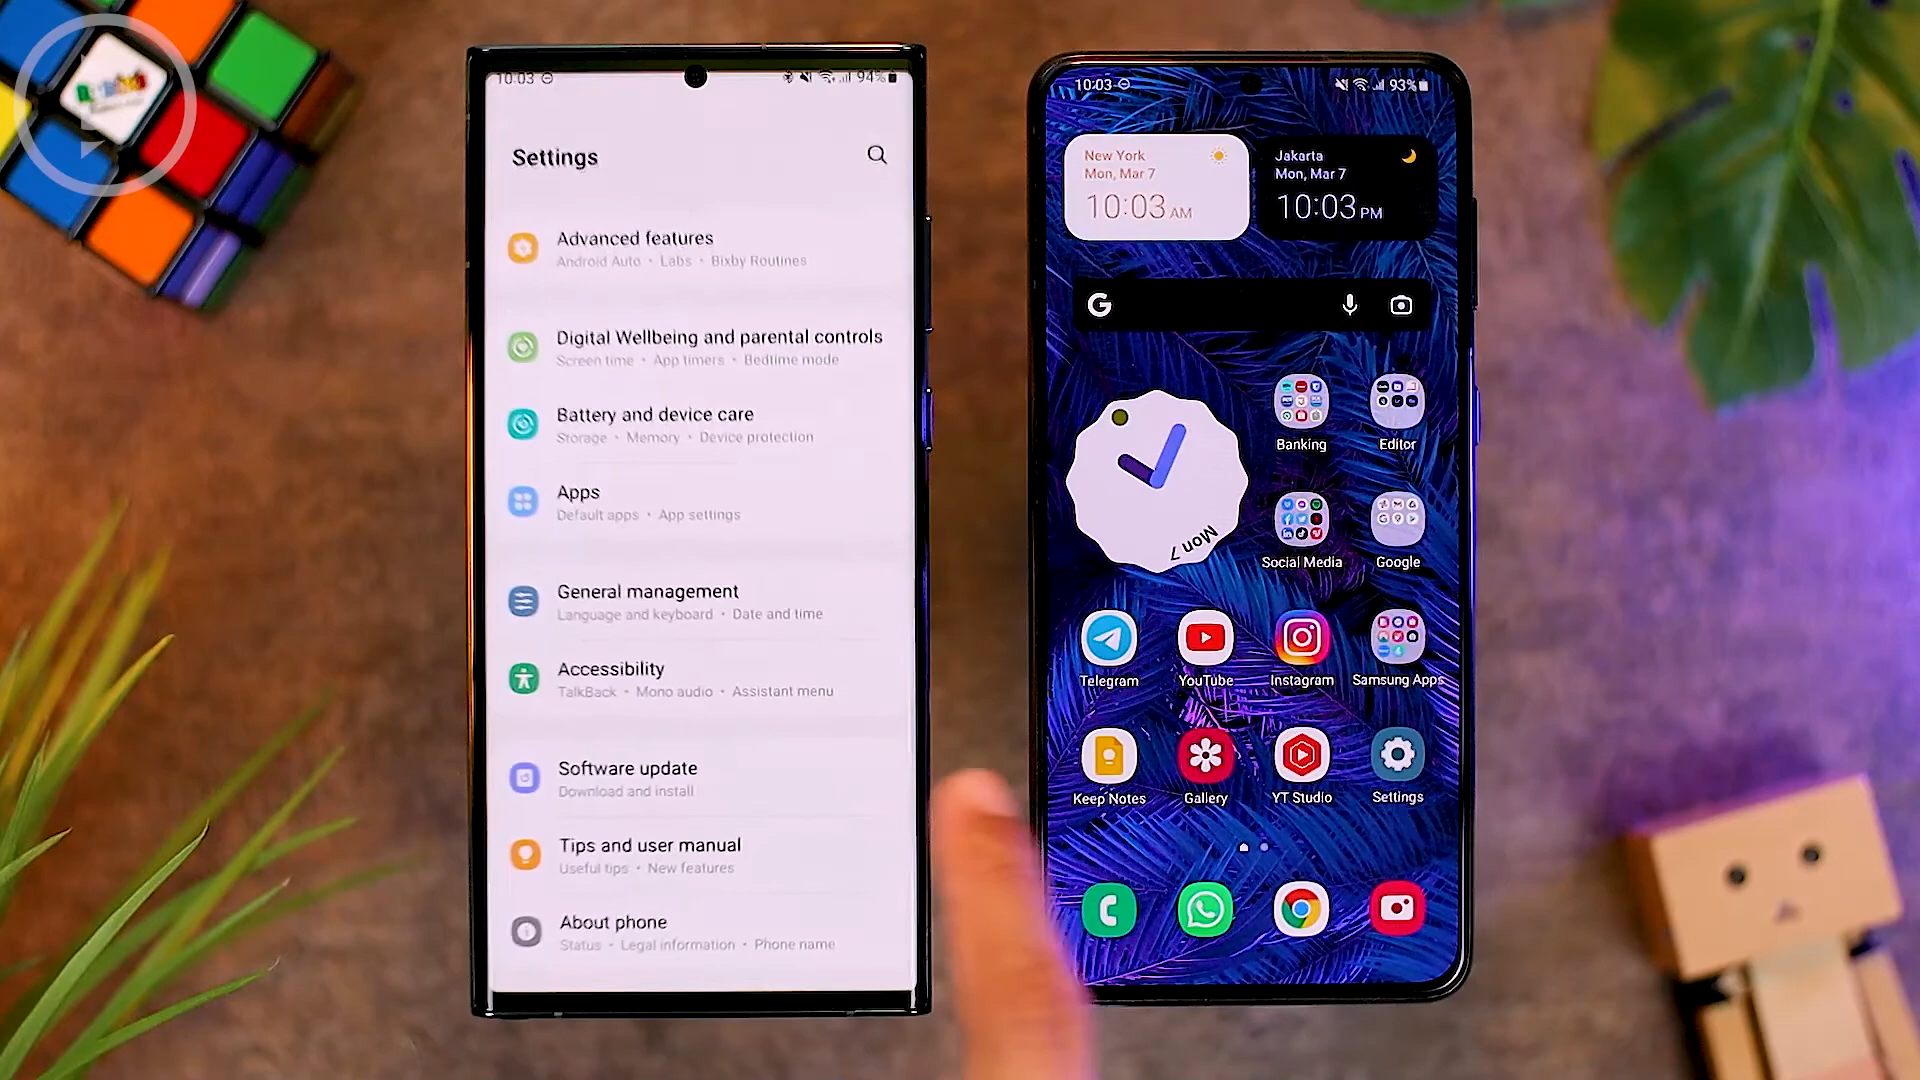 10:03
94%
Settings
Advanced features
Android Auto • Labs • Bixby Routines
Digital Wellbeing and parental controls
Screen time • App timers • Bedtime mode
Battery and device care
Storage • Memory • Device protection
Apps
Default apps • App settings
General management
Language and keyboard • Date and time
Accessibility
TalkBack • Mono audio • Assistant menu
Software update
Download and install
Tips and user manual
Useful tips • New features
About phone
Status • Legal information • Phone name
10:03
93%
New York
Mon, Mar 7
10:03 AM
Jakarta
Mon, Mar 7
10:03 PM
G
Banking
Editor
Mon 7
Social Media
Google
Telegram
YouTube
Instagram
Samsung Apps
Keep Notes
Gallery
YT Studio
Settings